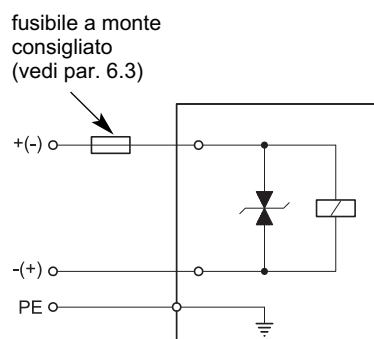 fusibile a monte
consigliato
(vedi par. 6.3)
+(-)
-(+)
PE